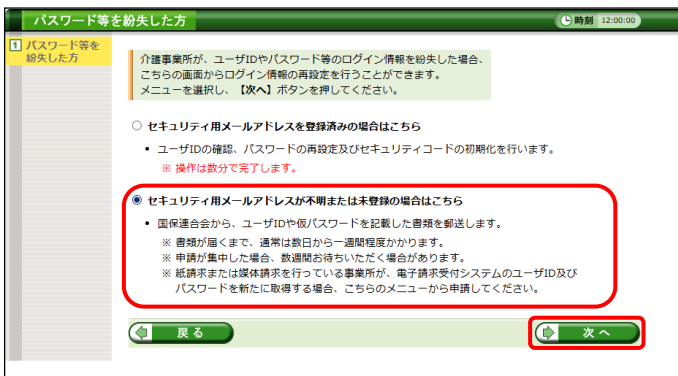 パスワード等を紛失した方
時刻 12:00:00
1 パスワード等を
紛失した方
介護事業所が、ユーザIDやパスワード等のログイン情報を紛失した場合、
こちらの画面からログイン情報の再設定を行うことができます。
メニューを選択し、【次へ】ボタンを押してください。
セキュリティ用メールアドレスを登録済みの場合はこちら
• ユーザIDの確認、パスワードの再設定及びセキュリティコードの初期化を行います。
※ 操作は数分で完了します。
セキュリティ用メールアドレスが不明または未登録の場合はこちら
• 国保連合会から、ユーザIDや仮パスワードを記載した書類を郵送します。
※ 書類が届くまで、通常は数日から一週間程度かかります。
※ 申請が集中した場合、数週間お待ちいただく場合があります。
※ 紙請求または媒体請求を行っている事業所が、電子請求受付システムのユーザID及び
パスワードを新たに取得する場合、こちらのメニューから申請してください。
戻る
次へ